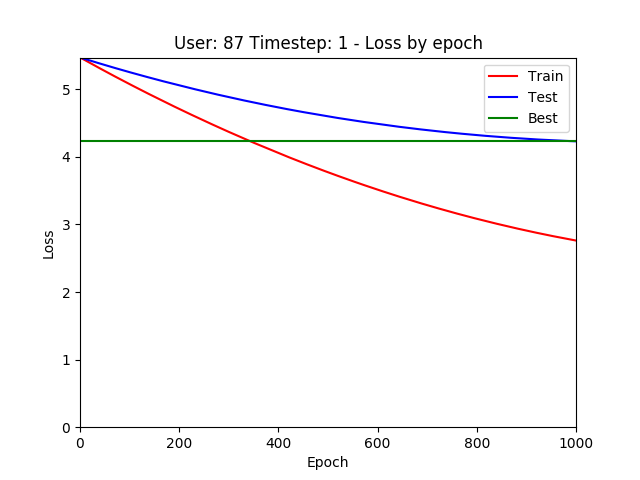 User: 87 Timestep: 1 - Loss by epoch
Train
Test
Best
5
4
3
2
1
0
Loss
0 200 400 600 800 1000
Epoch